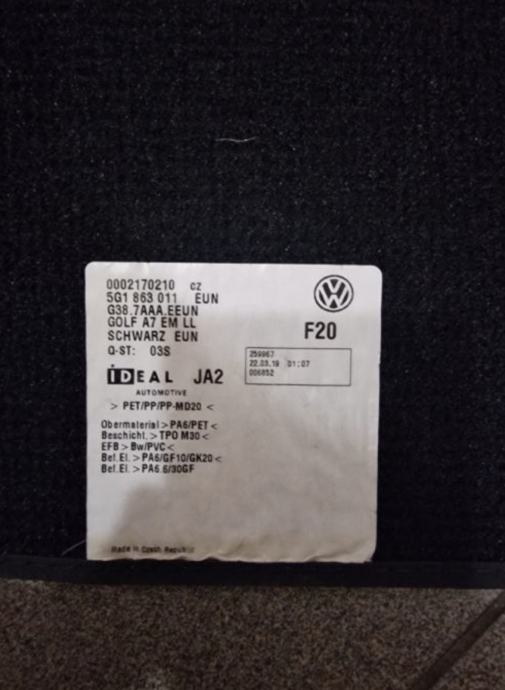 0002170210 CZ
5G1 863 011 EUN
G38.7AAA.EEUN
GOLF A7 EM LL
SCHWARZ EUN
Q-ST: 03S
F20
259967
22.03.19 01:07
006852
iDEAL JA2
AUTOMOTIVE
> PET/PP/PP-MD20 <
Obermaterial > PA6/PET <
Beschicht. > TPO M30 <
EFB > Bw/PVC <
Bef.El. > PA6/GF10/GK20 <
Bef.El. > PA6.6/30GF
Made in Czech Republic